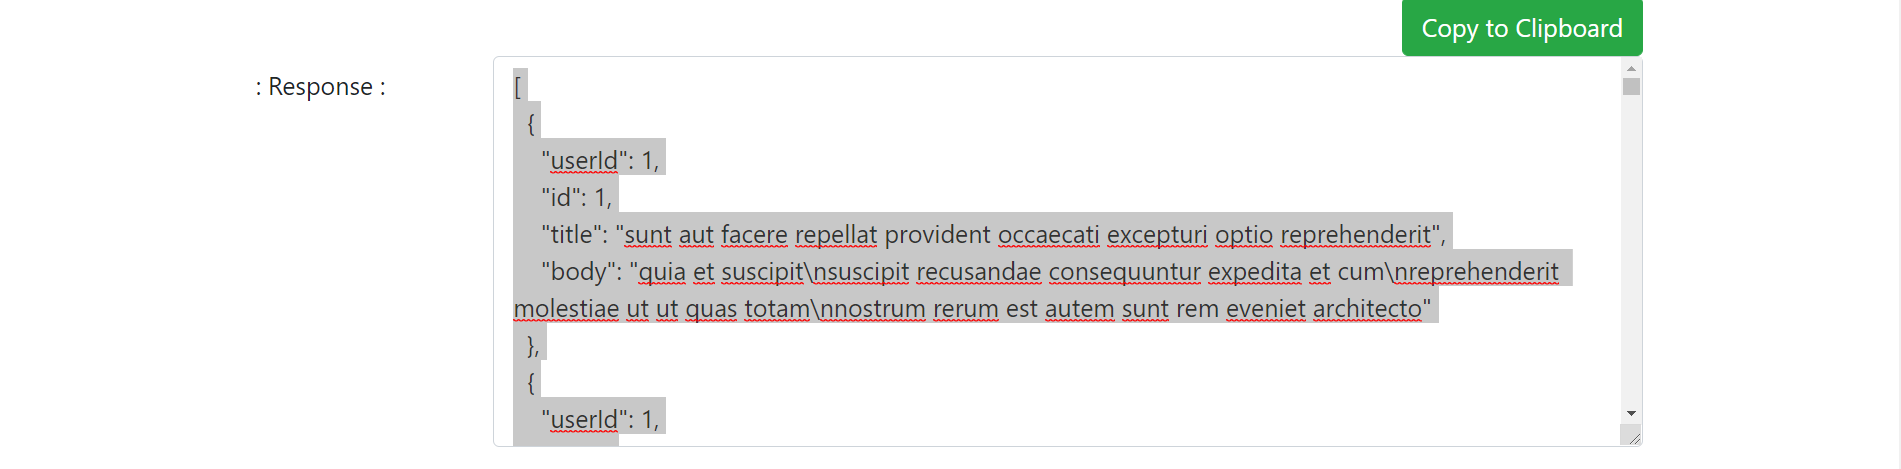 Copy to Clipboard
: Response :
[
{
"userId": 1,
"id": 1,
"title": "sunt aut facere repellat provident occaecati excepturi optio reprehenderit",
"body": "quia et suscipit\nsuscipit recusandae consequuntur expedita et cum\nreprehenderit
molestiae ut ut quas totam\nnostrum rerum est autem sunt rem eveniet architecto"
},
{
"userId": 1,